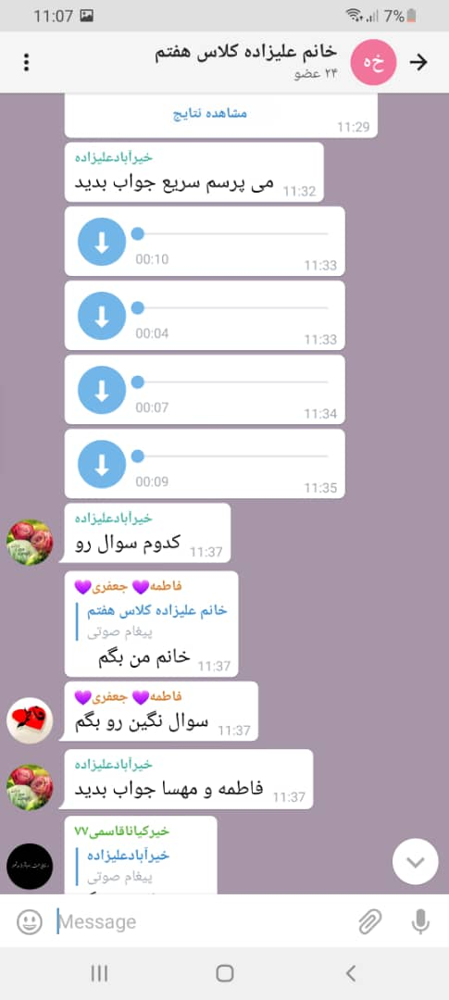 11:07
7%
خانم علیزاده کلاس هفتم
۲۴ عضو
خ ه
مشاهده نتایج
11:29
خیرآبادعلیزاده
می پرسم سریع جواب بدید
11:32
00:10
11:33
00:04
11:33
00:07
11:34
00:09
11:35
خیرآبادعلیزاده
کدوم سوال رو
11:37
فاطمه💜 جعفری💜
خانم علیزاده کلاس هفتم
پیغام صوتی
خانم من بگم
11:37
فاطمه💜 جعفری💜
سوال نگین رو بگم
11:37
خیرآبادعلیزاده
فاطمه و مهسا جواب بدید
11:37
خیرکیاناقاسمی۷۷
خیرآبادعلیزاده
پیغام صوتی
Message